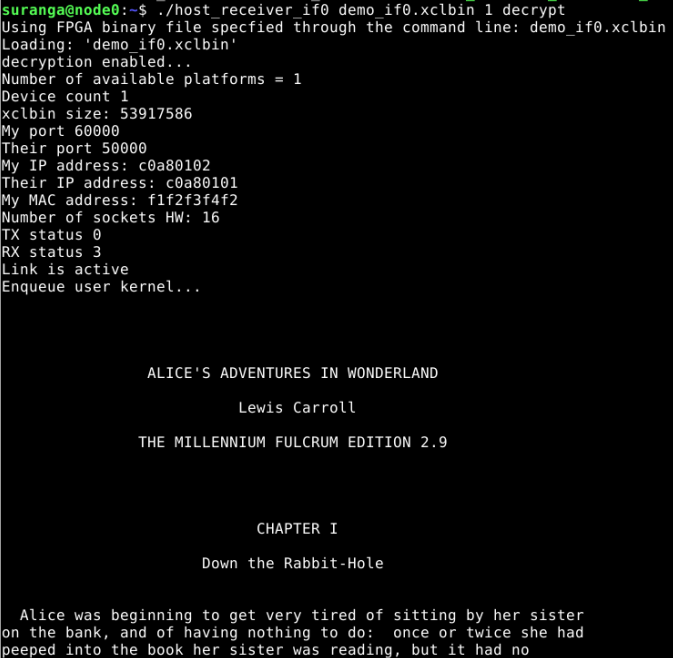 suranga@node0:~$ ./host_receiver_if0 demo_if0.xclbin 1 decrypt
Using FPGA binary file specfied through the command line: demo_if0.xclbin
Loading: 'demo_if0.xclbin'
decryption enabled...
Number of available platforms = 1
Device count 1
xclbin size: 53917586
My port 60000
Their port 50000
My IP address: c0a80102
Their IP address: c0a80101
My MAC address: f1f2f3f4f2
Number of sockets HW: 16
TX status 0
RX status 3
Link is active
Enqueue user kernel...
ALICE'S ADVENTURES IN WONDERLAND
Lewis Carroll
THE MILLENNIUM FULCRUM EDITION 2.9
CHAPTER I
Down the Rabbit-Hole
Alice was beginning to get very tired of sitting by her sister
on the bank, and of having nothing to do:  once or twice she had
peeped into the book her sister was reading, but it had no